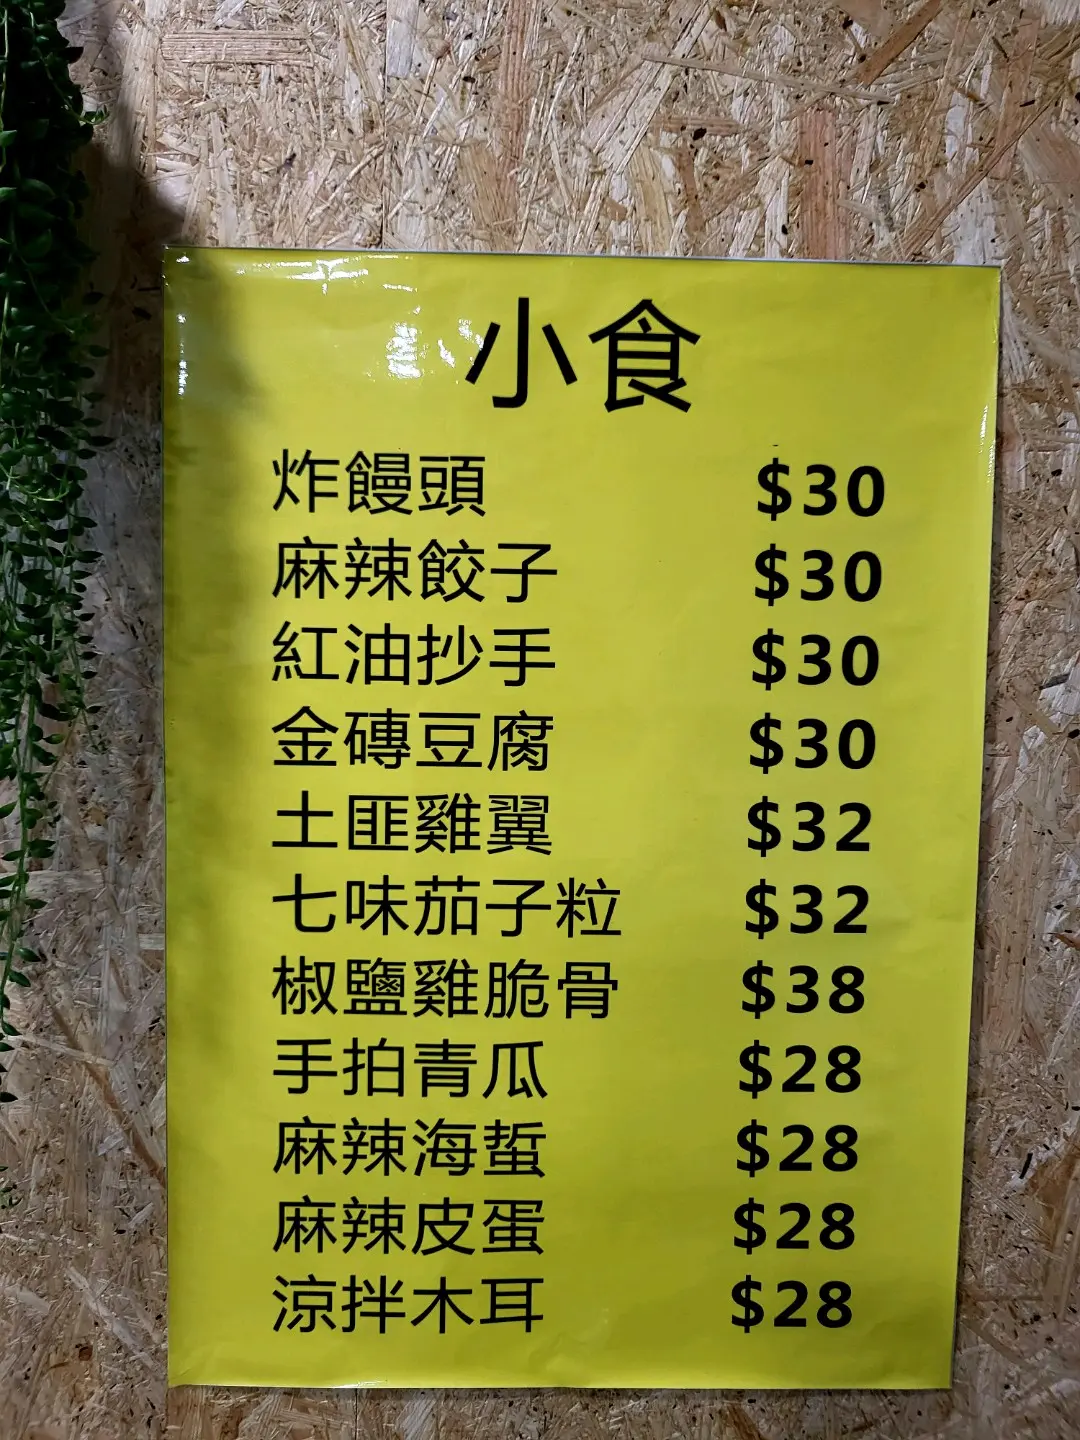 小食
炸饅頭 $30
麻辣餃子 $30
紅油抄手 $30
金磚豆腐 $30
土匪雞翼 $32
七味茄子粒 $32
椒鹽雞脆骨 $38
手拍青瓜 $28
麻辣海蜇 $28
麻辣皮蛋 $28
涼拌木耳 $28